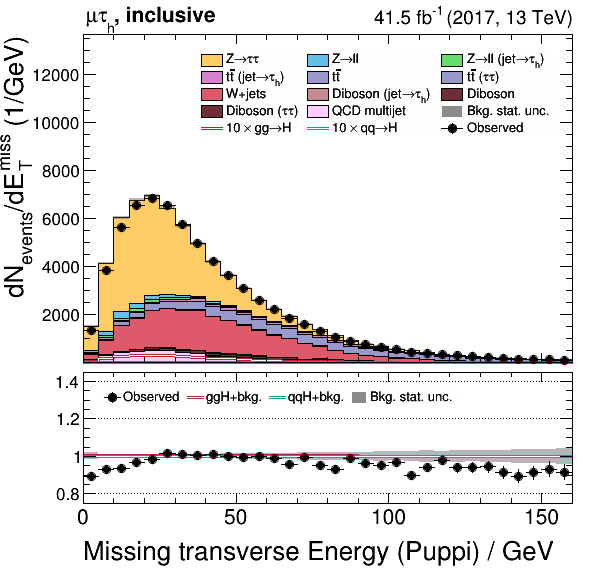 μτh, inclusive 41.5 fb⁻¹ (2017, 13 TeV)
Z→ττ Z→ll Z→ll (jet→τh)
tt̄ (jet→τh) tt̄ tt̄ (ττ)
W+jets Diboson (jet→τh) Diboson
Diboson (ττ) QCD multijet Bkg. stat. unc.
10 × gg→H 10 × qq→H Observed
dNevents/dETmiss (1/GeV)
12000
10000
8000
6000
4000
2000
Observed ggH+bkg. qqH+bkg. Bkg. stat. unc.
1.4
1.2
1
0.8
0 50 100 150
Missing transverse Energy (Puppi) / GeV